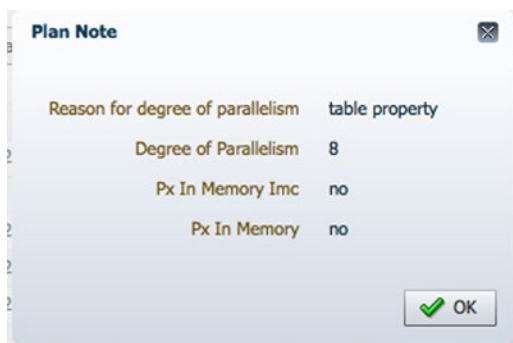 Plan Note
Reason for degree of parallelism table property
Degree of Parallelism 8
Px In Memory Imc no
Px In Memory no
OK